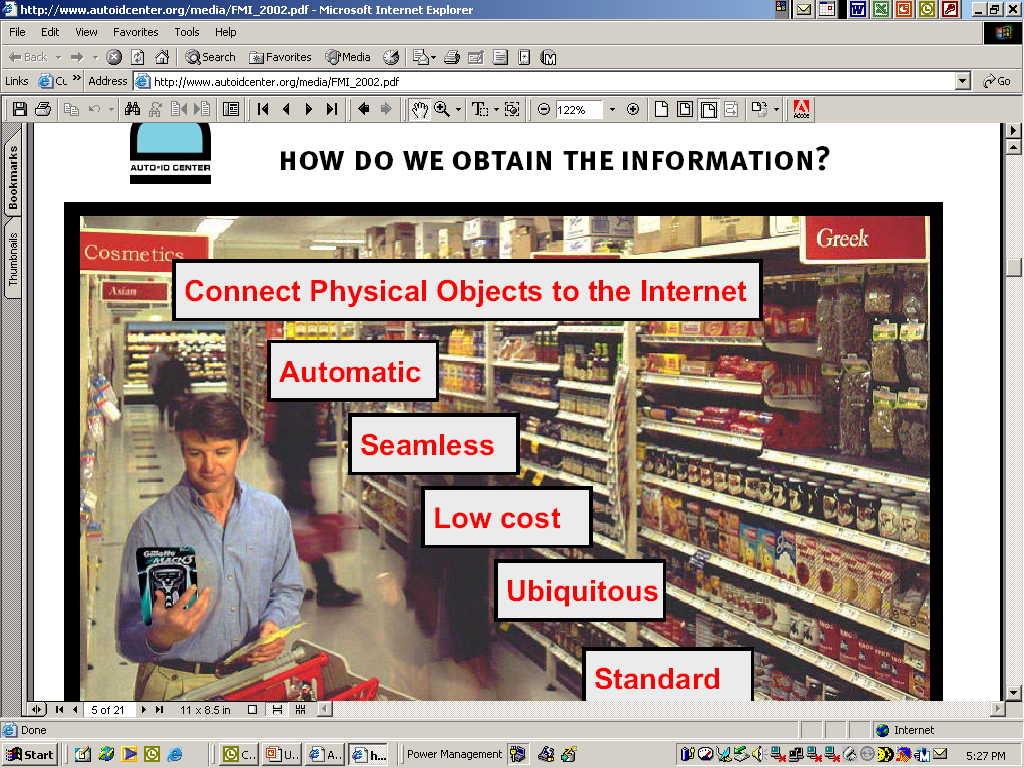 http://www.autoidcenter.org/media/FMI_2002.pdf - Microsoft Internet Explorer
File Edit View Favorites Tools Help
Back Search Favorites Media
Links Address http://www.autoidcenter.org/media/FMI_2002.pdf Go
122% Adobe
Bookmarks
Thumbnails
AUTO-ID CENTER
HOW DO WE OBTAIN THE INFORMATION?
Cosmetics
Greek
Asian
Connect Physical Objects to the Internet
Automatic
Seamless
Low cost
Gillette
MACH3
Ubiquitous
Standard
5 of 21 11 x 8.5 in
Done Internet
Start C... U... A... h... Power Management 5:27 PM